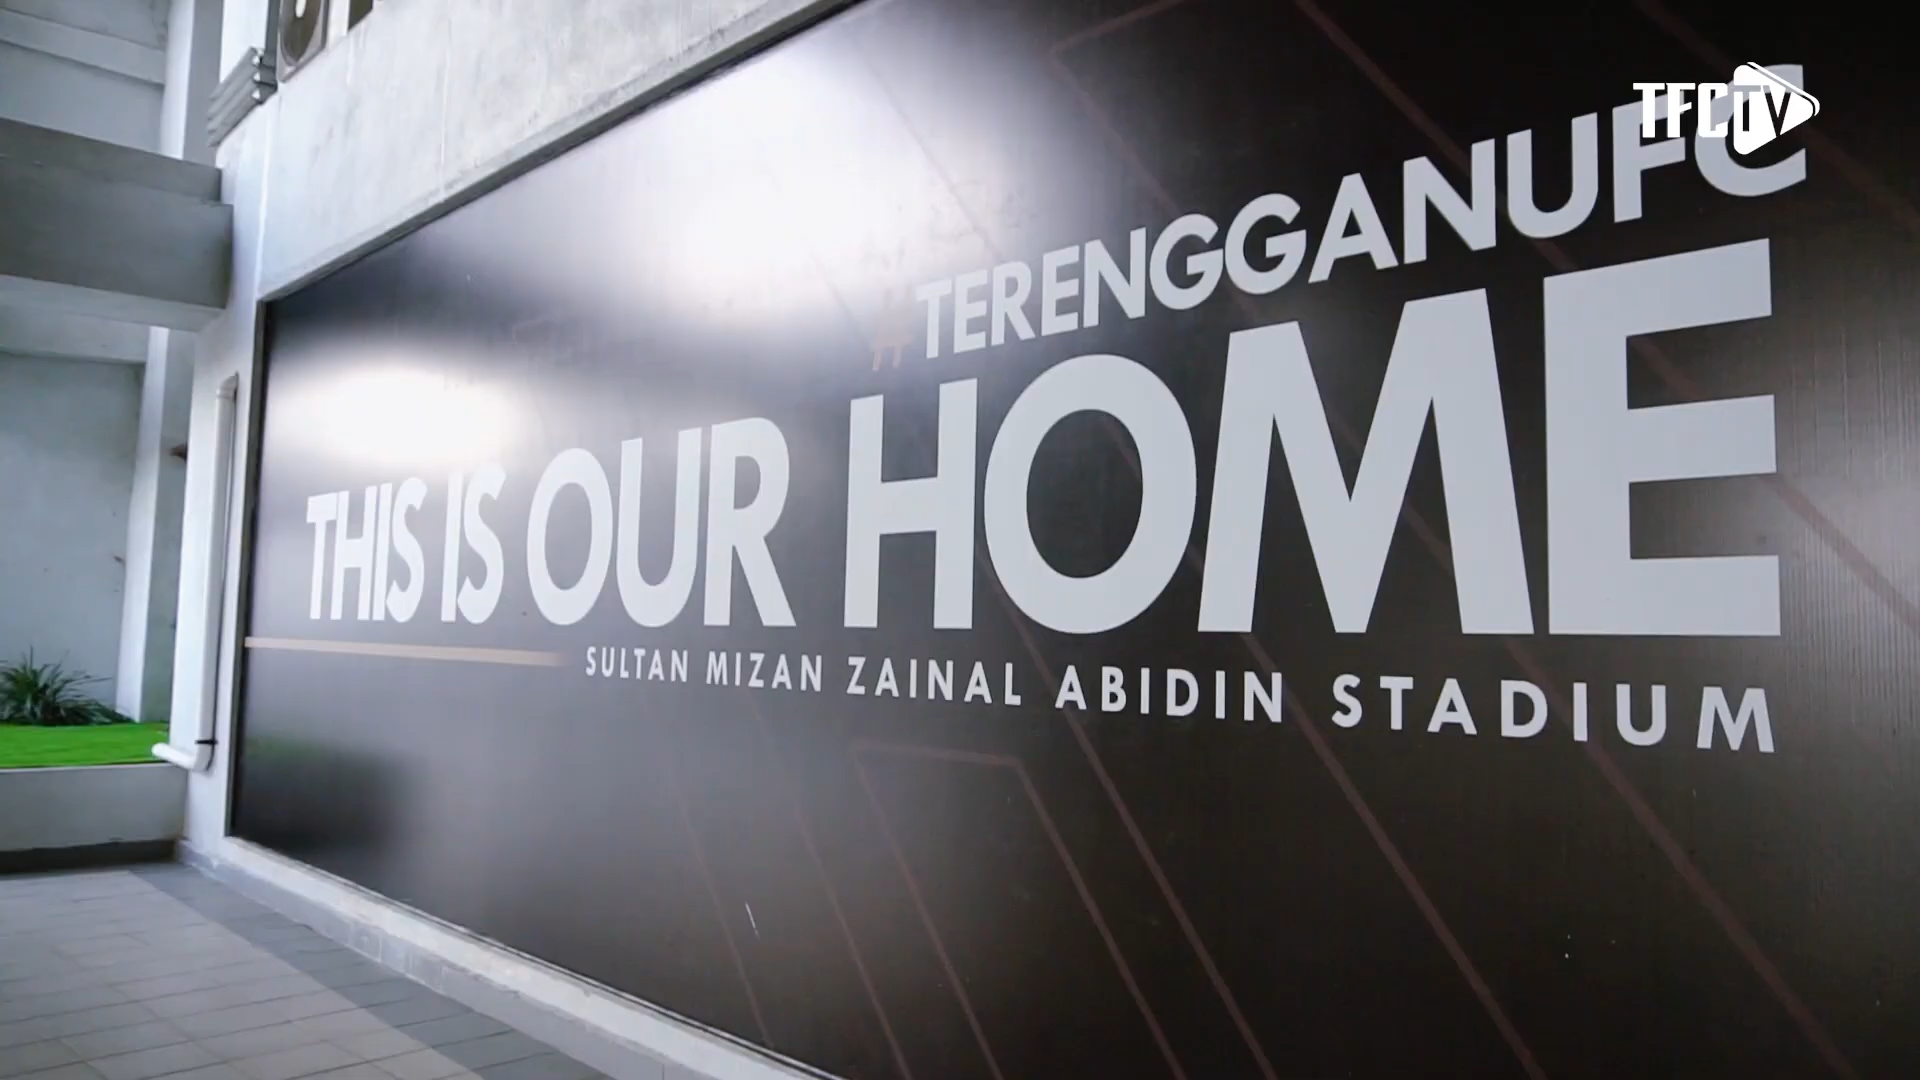 TFCTV
#TERENGGANUFC
THIS IS OUR HOME
SULTAN MIZAN ZAINAL ABIDIN STADIUM